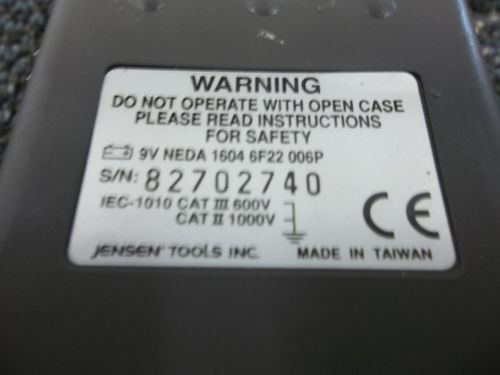 WARNING
DO NOT OPERATE WITH OPEN CASE
PLEASE READ INSTRUCTIONS
FOR SAFETY
9V NEDA 1604 6F22 006P
S/N: 82702740
IEC-1010 CAT III 600V
CAT II 1000V
CE
JENSEN TOOLS INC. MADE IN TAIWAN